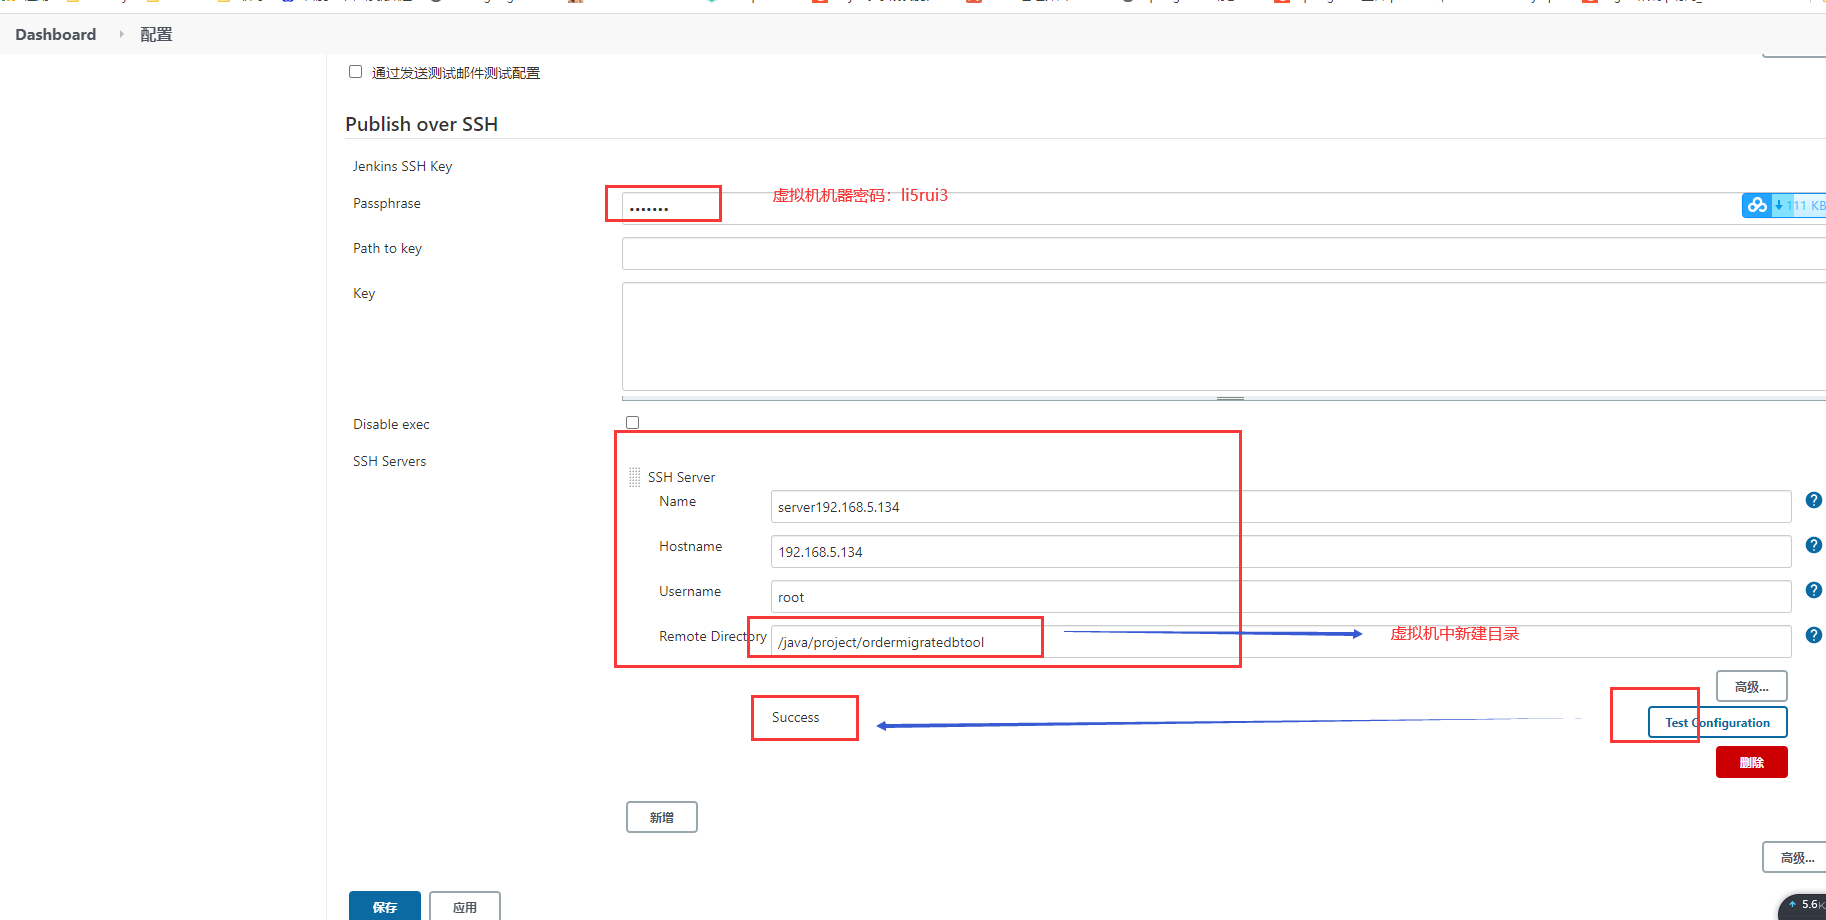 Dashboard
配置
通过发送测试邮件测试配置
Publish over SSH
Jenkins SSH Key
Passphrase
•••••••
虚拟机机器密码：li5rui3
111 KB
Path to key
Key
Disable exec
SSH Servers
SSH Server
Name
server192.168.5.134
?
Hostname
192.168.5.134
?
Username
root
?
Remote Directory
/java/project/ordermigratedbtool
虚拟机中新建目录
?
高级...
Success
Test Configuration
删除
新增
高级...
保存
应用
5.6K